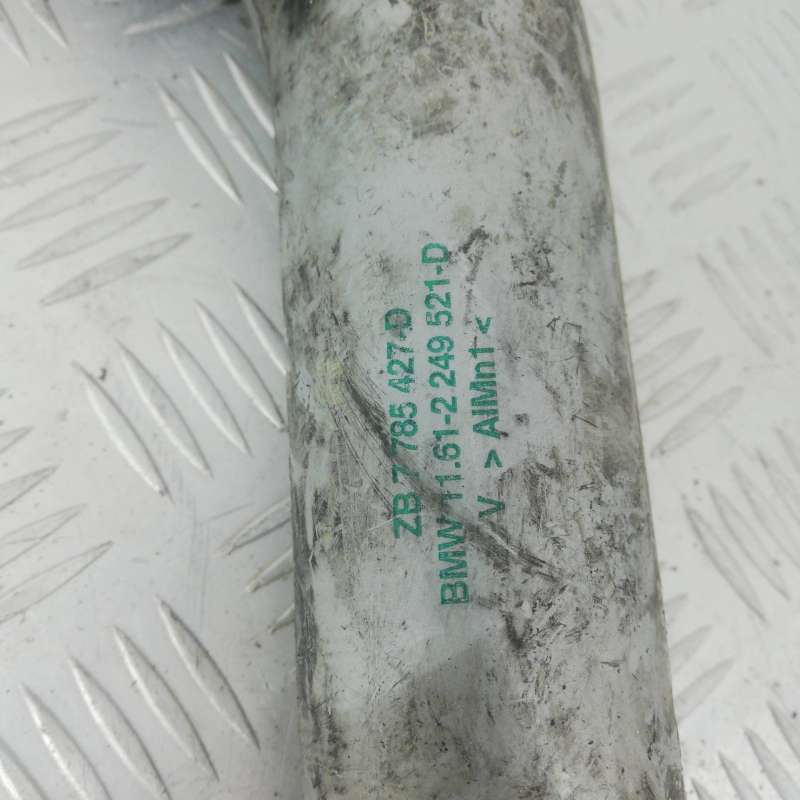 ZB 7 785 427-D
BMW 11.61-2 249 521-D
V > AlMn1 <